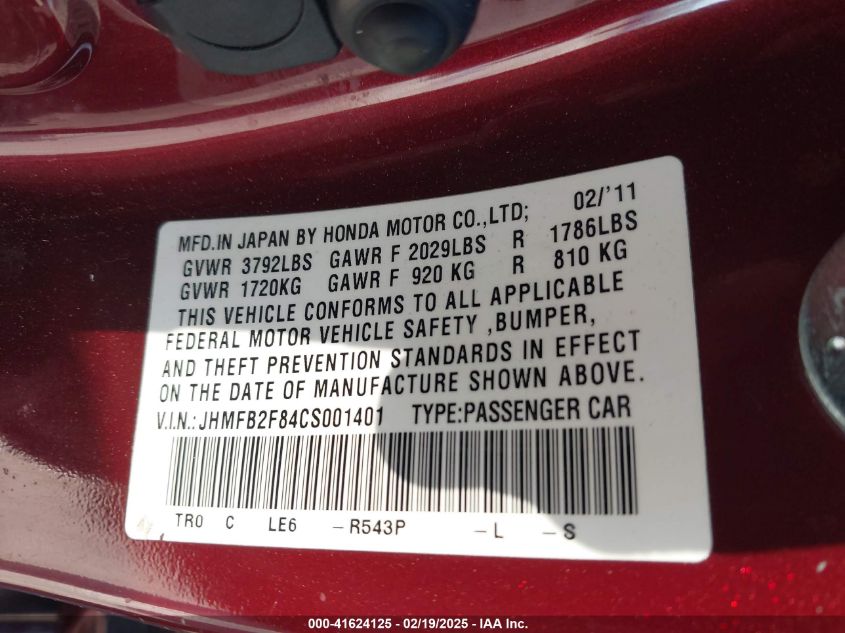 MFD.IN JAPAN BY HONDA MOTOR CO.,LTD; 02/'11
GVWR 3792LBS GAWR F 2029LBS R 1786LBS
GVWR 1720KG GAWR F 920 KG R 810 KG
THIS VEHICLE CONFORMS TO ALL APPLICABLE
FEDERAL MOTOR VEHICLE SAFETY ,BUMPER,
AND THEFT PREVENTION STANDARDS IN EFFECT
ON THE DATE OF MANUFACTURE SHOWN ABOVE.
V.I.N.:JHMFB2F84CS001401 TYPE:PASSENGER CAR
TR0 C LE6 -R543P -L -S
000-41624125 - 02/19/2025 - IAA Inc.